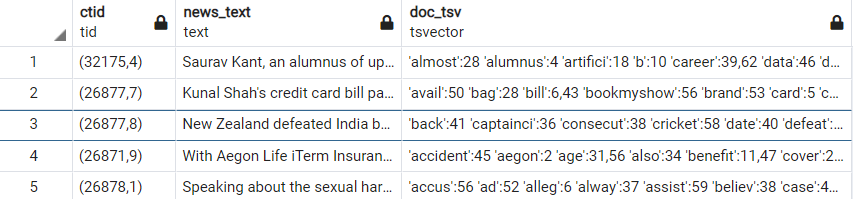 ctid news_text doc_tsv
tid text tsvector
1 (32175,4) Saurav Kant, an alumnus of up... 'almost':28 'alumnus':4 'artifici':18 'b':10 'career':39,62 'data':46 'd...
2 (26877,7) Kunal Shah's credit card bill pa... 'avail':50 'bag':28 'bill':6,43 'bookmyshow':56 'brand':53 'card':5 'c...
3 (26877,8) New Zealand defeated India b... 'back':41 'captainci':36 'consecut':38 'cricket':58 'date':40 'defeat':...
4 (26871,9) With Aegon Life iTerm Insuran... 'accident':45 'aegon':2 'age':31,56 'also':34 'benefit':11,47 'cover':2...
5 (26878,1) Speaking about the sexual har... 'accus':56 'ad':52 'alleg':6 'alway':37 'assist':59 'believ':38 'case':4...